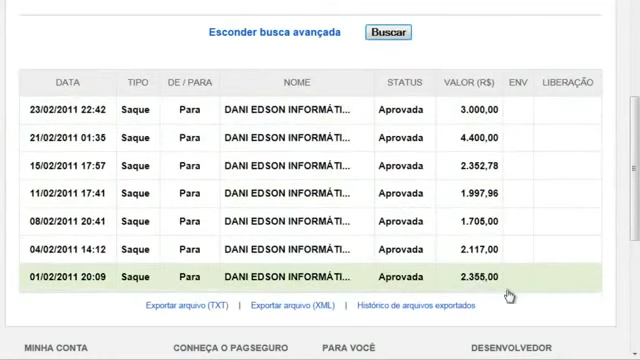 Esconder busca avançada Buscar
DATA TIPO DE / PARA NOME STATUS VALOR (R$) ENV LIBERAÇÃO
23/02/2011 22:42 Saque Para DANI EDSON INFORMÁTI... Aprovada 3.000,00
21/02/2011 01:35 Saque Para DANI EDSON INFORMÁTI... Aprovada 4.400,00
15/02/2011 17:57 Saque Para DANI EDSON INFORMÁTI... Aprovada 2.352,78
11/02/2011 17:41 Saque Para DANI EDSON INFORMÁTI... Aprovada 1.997,96
08/02/2011 20:41 Saque Para DANI EDSON INFORMÁTI... Aprovada 1.705,00
04/02/2011 14:12 Saque Para DANI EDSON INFORMÁTI... Aprovada 2.117,00
01/02/2011 20:09 Saque Para DANI EDSON INFORMÁTI... Aprovada 2.355,00
Exportar arquivo (TXT) | Exportar arquivo (XML) | Histórico de arquivos exportados
MINHA CONTA CONHEÇA O PAGSEGURO PARA VOCÊ DESENVOLVEDOR